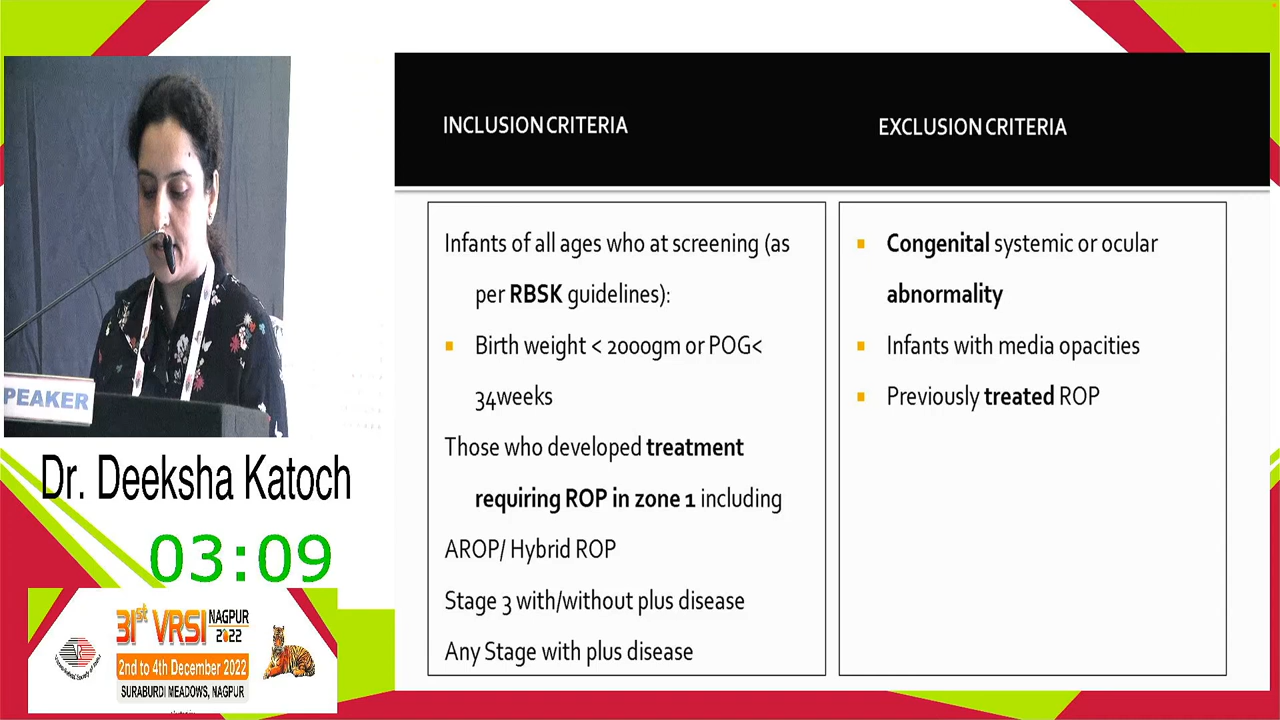 INCLUSION CRITERIA
EXCLUSION CRITERIA
Infants of all ages who at screening (as
per RBSK guidelines):
▪ Birth weight < 2000gm or POG<
34weeks
Those who developed treatment
requiring ROP in zone 1 including
AROP/ Hybrid ROP
Stage 3 with/without plus disease
Any Stage with plus disease
▪ Congenital systemic or ocular
abnormality
▪ Infants with media opacities
▪ Previously treated ROP
PEAKER
Dr. Deeksha Katoch
03:09
31st VRSI NAGPUR
2022
2nd to 4th December 2022
SURABURDI MEADOWS, NAGPUR